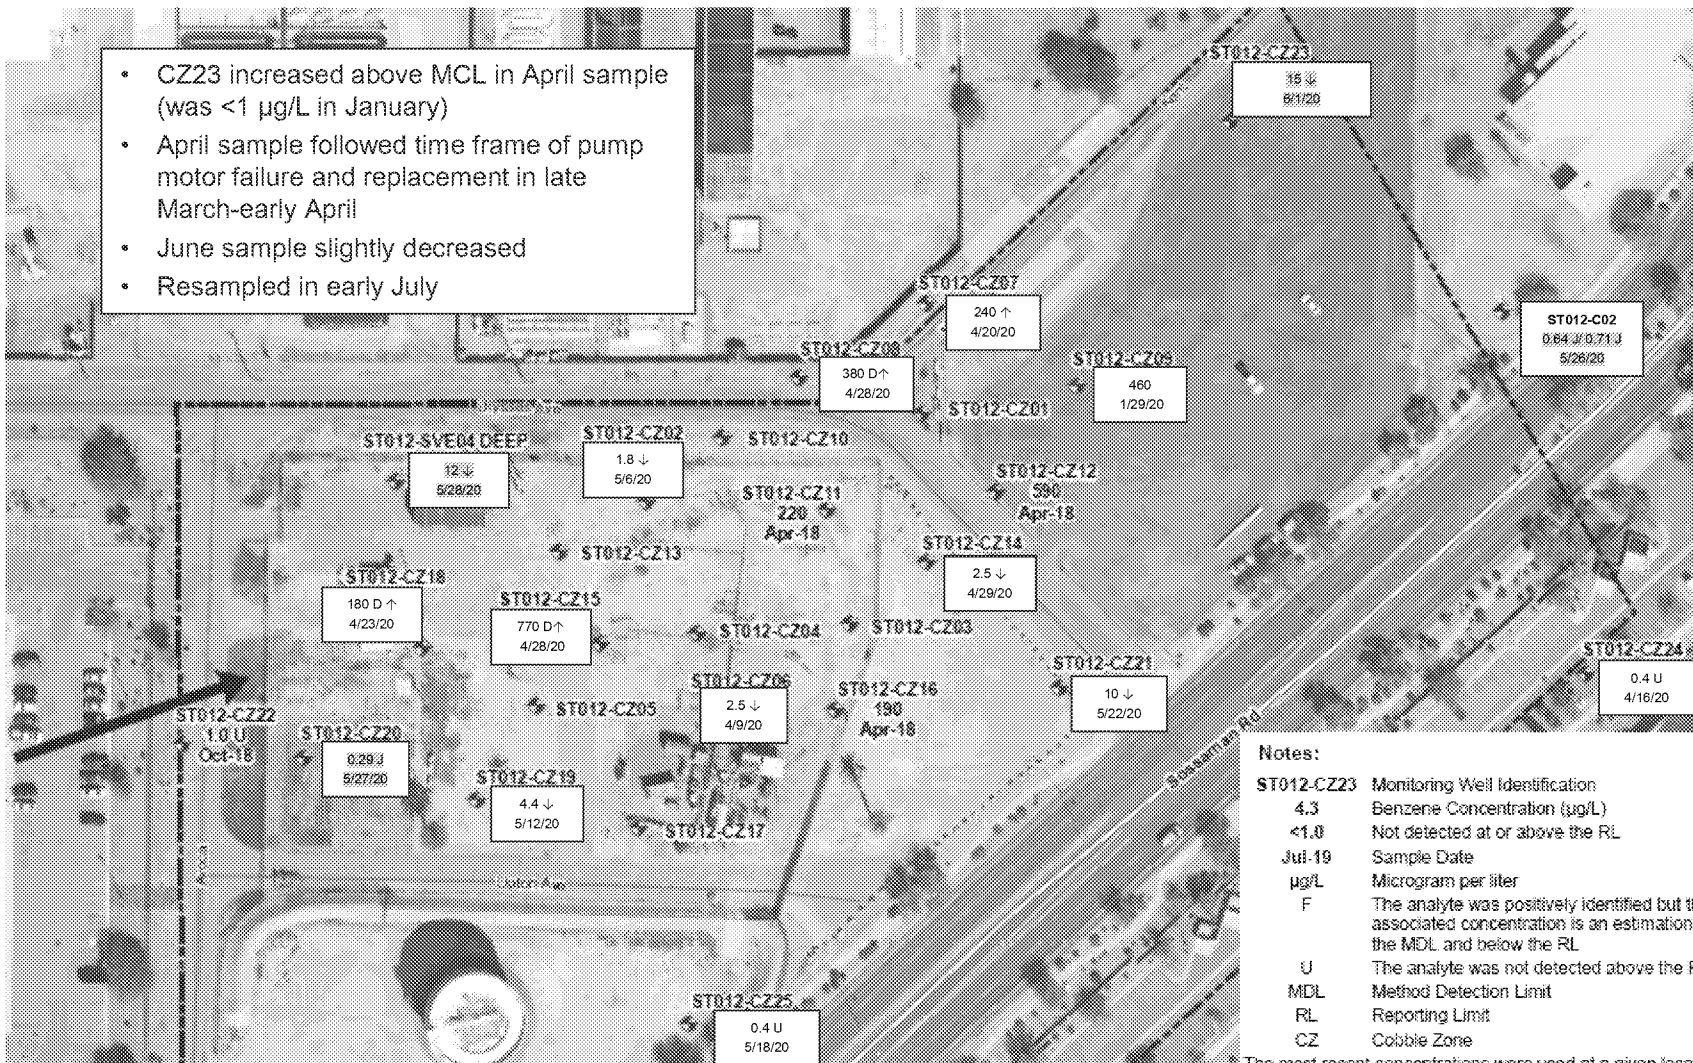 • CZ23 increased above MCL in April sample
(was <1 µg/L in January)
• April sample followed time frame of pump
motor failure and replacement in late
March-early April
• June sample slightly decreased
• Resampled in early July
ST012-CZ23
15 ↓
6/1/20
ST012-CZ07
240 ↑
4/20/20
ST012-C02
0.64 J/ 0.71 J
5/26/20
ST012-CZ08
380 D↑
4/28/20
ST012-CZ09
460
1/29/20
ST012-CZ01
ST012-SVE04 DEEP
12 ↓
5/28/20
ST012-CZ02
1.8 ↓
5/6/20
ST012-CZ10
ST012-CZ11
220
Apr-18
ST012-CZ12
590
Apr-18
ST012-CZ13
ST012-CZ14
2.5 ↓
4/29/20
ST012-CZ18
180 D ↑
4/23/20
ST012-CZ15
770 D↑
4/28/20
ST012-CZ04
ST012-CZ03
ST012-CZ21
10 ↓
5/22/20
ST012-CZ24
0.4 U
4/16/20
ST012-CZ22
1.0 U
Oct-18
ST012-CZ05
ST012-CZ06
2.5 ↓
4/9/20
ST012-CZ16
190
Apr-18
ST012-CZ20
0.29 J
5/27/20
ST012-CZ19
4.4 ↓
5/12/20
ST012-CZ17
Sossaman Rd
ST012-CZ25
0.4 U
5/18/20
Notes:
ST012-CZ23 Monitoring Well Identification
4.3 Benzene Concentration (µg/L)
<1.0 Not detected at or above the RL
Jul-19 Sample Date
µg/L Microgram per liter
F The analyte was positively identified but th
associated concentration is an estimation
the MDL and below the RL
U The analyte was not detected above the R
MDL Method Detection Limit
RL Reporting Limit
CZ Cobble Zone
The most recent concentrations were used at a given loca